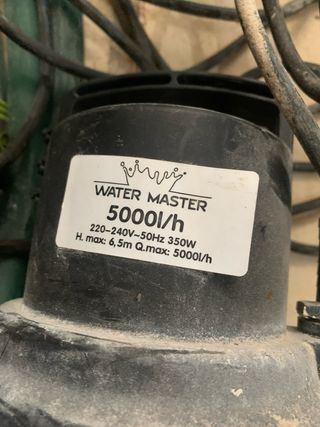 WATER MASTER
5000l/h
220-240V~50Hz 350W
H. max: 6,5m Q.max: 5000l/h